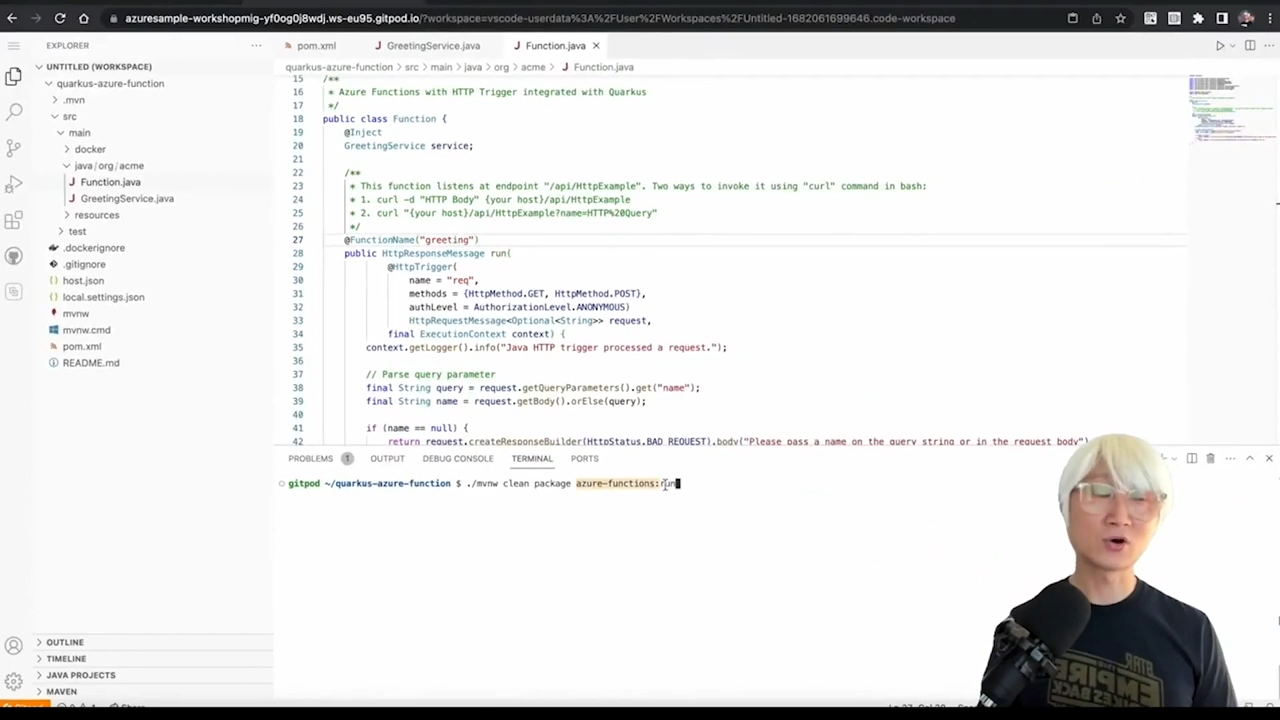 azuresample-workshopmig-yf0og0j8wdj.ws-eu95.gitpod.io/?workspace=vscode-userdata%3A%2FUser%2FWorkspaces%2FUntitled-1682061699646.code-workspace
EXPLORER
UNTITLED (WORKSPACE)
quarkus-azure-function
.mvn
src
main
docker
java/org/acme
Function.java
GreetingService.java
resources
test
.dockerignore
.gitignore
host.json
local.settings.json
mvnw
mvnw.cmd
pom.xml
README.md
OUTLINE
TIMELINE
JAVA PROJECTS
MAVEN
pom.xml GreetingService.java Function.java
quarkus-azure-function > src > main > java > org > acme > Function.java
15 /**
16 * Azure Functions with HTTP Trigger integrated with Quarkus
17 */
18 public class Function {
19 @Inject
20 GreetingService service;
21
22 /**
23 * This function listens at endpoint "/api/HttpExample". Two ways to invoke it using "curl" command in bash:
24 * 1. curl -d "HTTP Body" {your host}/api/HttpExample
25 * 2. curl "{your host}/api/HttpExample?name=HTTP%20Query"
26 */
27 @FunctionName("greeting")
28 public HttpResponseMessage run(
29 @HttpTrigger(
30 name = "req",
31 methods = {HttpMethod.GET, HttpMethod.POST},
32 authLevel = AuthorizationLevel.ANONYMOUS)
33 HttpRequestMessage<Optional<String>> request,
34 final ExecutionContext context) {
35 context.getLogger().info("Java HTTP trigger processed a request.");
36
37 // Parse query parameter
38 final String query = request.getQueryParameters().get("name");
39 final String name = request.getBody().orElse(query);
40
41 if (name == null) {
42 return request.createResponseBuilder(HttpStatus.BAD_REQUEST).body("Please pass a name on the query string or in the request body")
PROBLEMS 1 OUTPUT DEBUG CONSOLE TERMINAL PORTS
gitpod ~/quarkus-azure-function $ ./mvnw clean package azure-functions:run